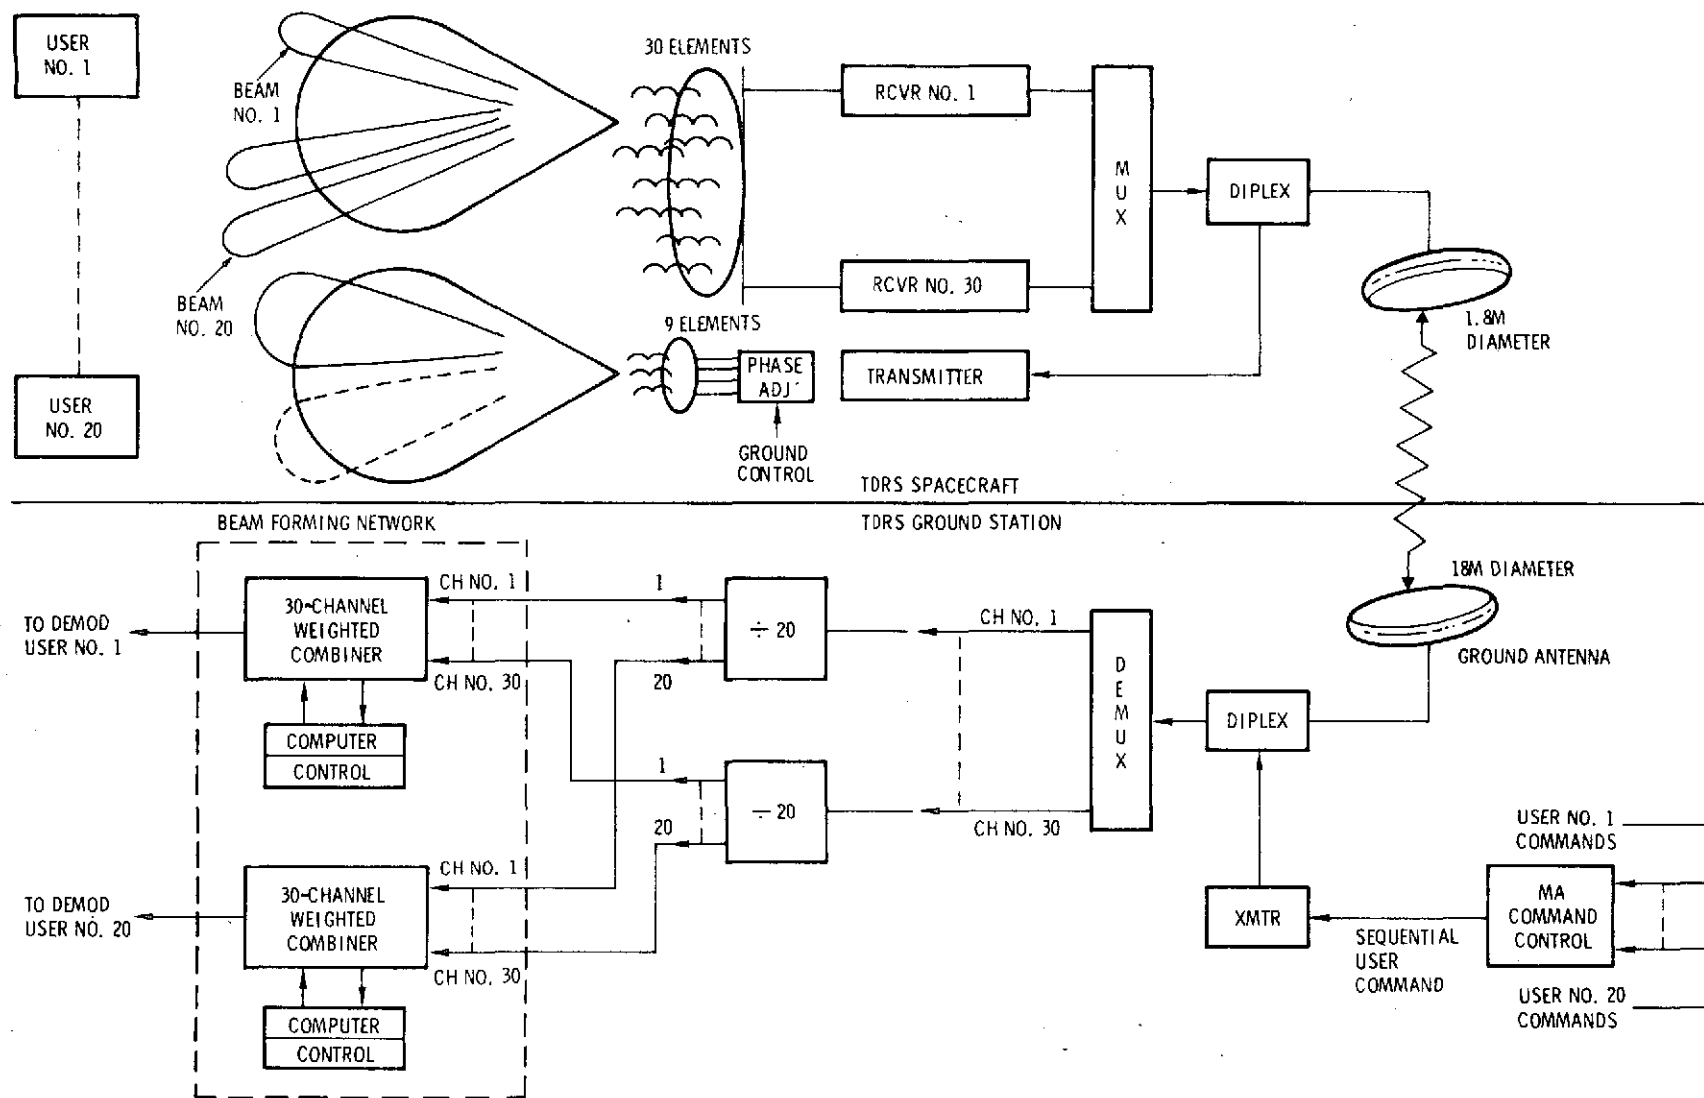 USER
NO. 1
BEAM
NO. 1
30 ELEMENTS
RCVR NO. 1
MUX
DIPLEX
RCVR NO. 30
BEAM
NO. 20
9 ELEMENTS
1.8M
DIAMETER
USER
NO. 20
PHASE
ADJ
TRANSMITTER
GROUND
CONTROL
TDRS SPACECRAFT
BEAM FORMING NETWORK
TDRS GROUND STATION
18M DIAMETER
GROUND ANTENNA
TO DEMOD
USER NO. 1
30-CHANNEL
WEIGHTED
COMBINER
CH NO. 1
CH NO. 30
COMPUTER
CONTROL
1
20
÷ 20
1
20
÷ 20
CH NO. 1
CH NO. 30
DEMUX
DIPLEX
TO DEMOD
USER NO. 20
30-CHANNEL
WEIGHTED
COMBINER
CH NO. 1
CH NO. 30
COMPUTER
CONTROL
XMTR
SEQUENTIAL
USER
COMMAND
USER NO. 1
COMMANDS
MA
COMMAND
CONTROL
USER NO. 20
COMMANDS